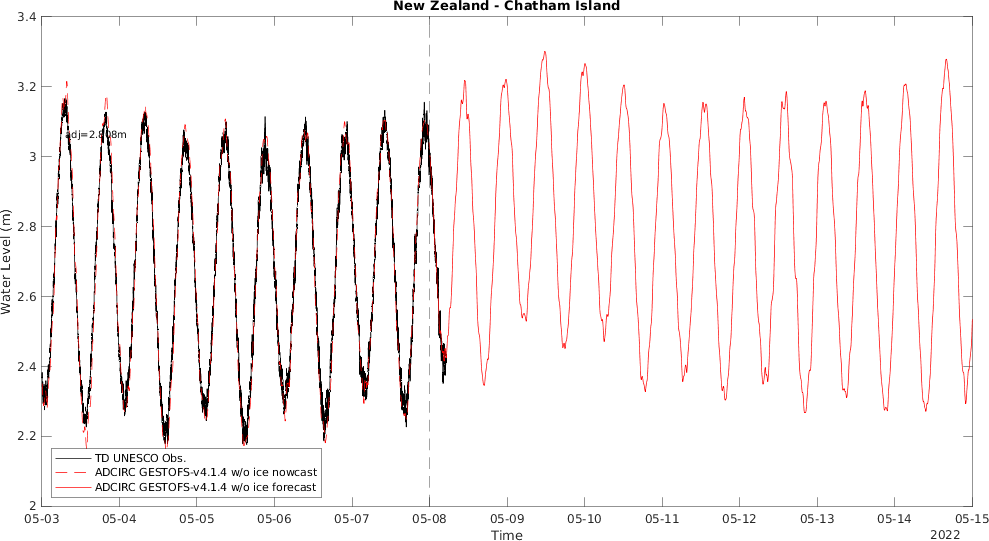 New Zealand - Chatham Island
3.4
3.2
3
2.8
2.6
2.4
2.2
2
Water Level (m)
adj=2.808m
TD UNESCO Obs.
ADCIRC GESTOFS-v4.1.4 w/o ice nowcast
ADCIRC GESTOFS-v4.1.4 w/o ice forecast
05-03 05-04 05-05 05-06 05-07 05-08 05-09 05-10 05-11 05-12 05-13 05-14 05-15
Time
2022